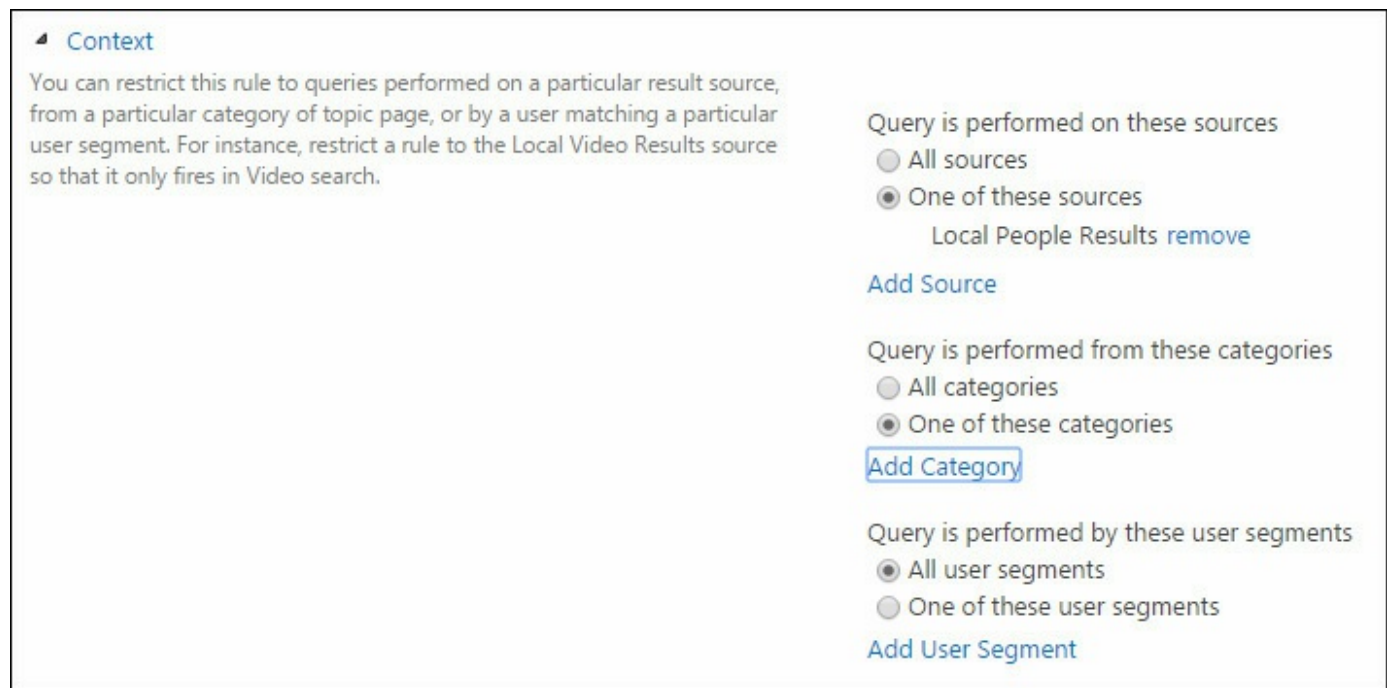 Context
You can restrict this rule to queries performed on a particular result source,
from a particular category of topic page, or by a user matching a particular
user segment. For instance, restrict a rule to the Local Video Results source
so that it only fires in Video search.
Query is performed on these sources
All sources
One of these sources
Local People Results remove
Add Source
Query is performed from these categories
All categories
One of these categories
Add Category
Query is performed by these user segments
All user segments
One of these user segments
Add User Segment